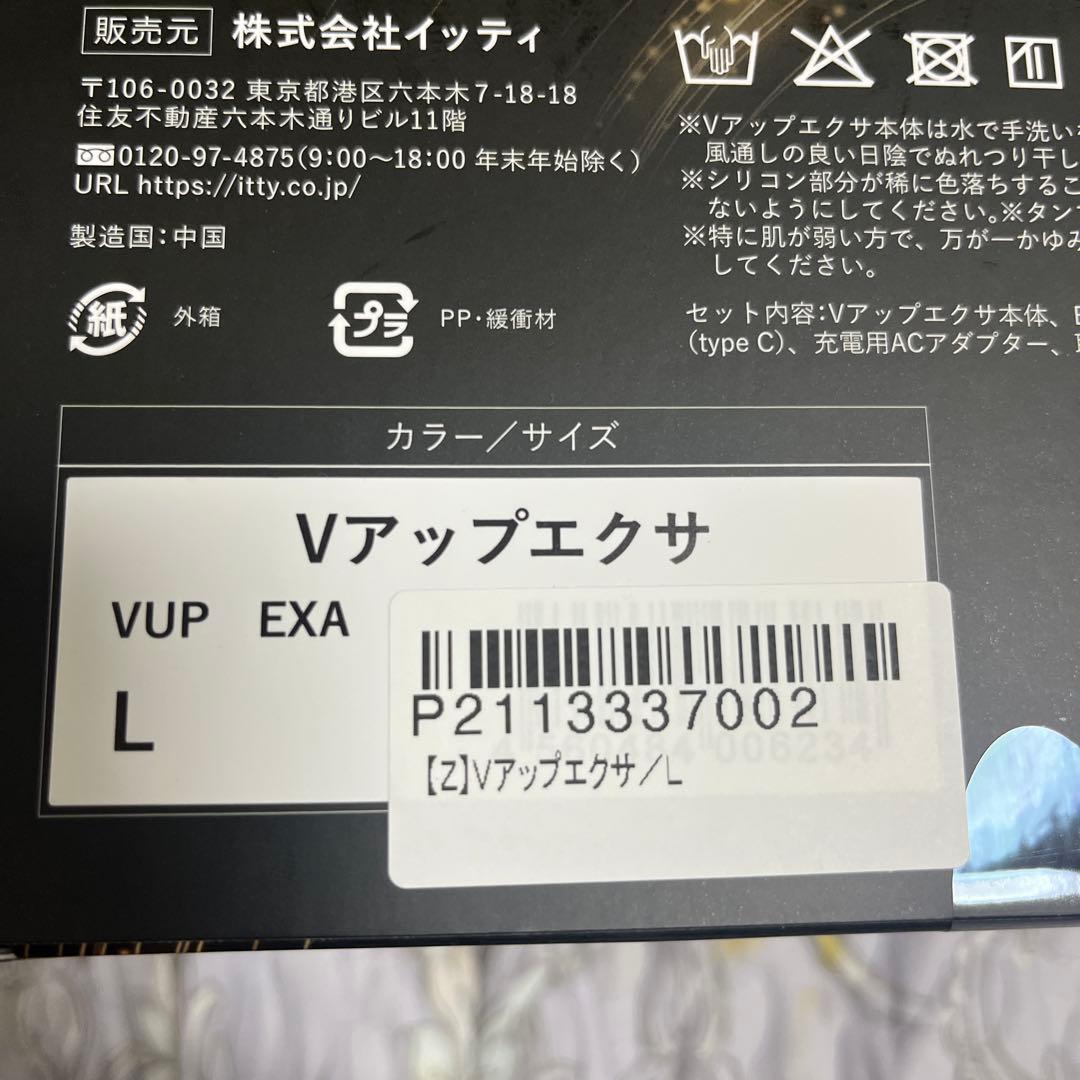 販売元 株式会社イッティ
〒106-0032 東京都港区六本木7-18-18
住友不動産六本木通りビル11階
0120-97-4875(9:00～18:00 年末年始除く)
URL https://itty.co.jp/
製造国:中国
紙 外箱
プラ PP・緩衝材
※Vアップエクサ本体は水で手洗い
風通しの良い日陰でぬれつり干し
※シリコン部分が稀に色落ちするこ
ないようにしてください。※タン
※特に肌が弱い方で、万が一かゆみ
してください。
セット内容:Vアップエクサ本体、
(type C)、充電用ACアダプター、
カラー／サイズ
Vアップエクサ
VUP EXA
L
P2113337002
4 560484 006234
【Z】Vアップエクサ／L